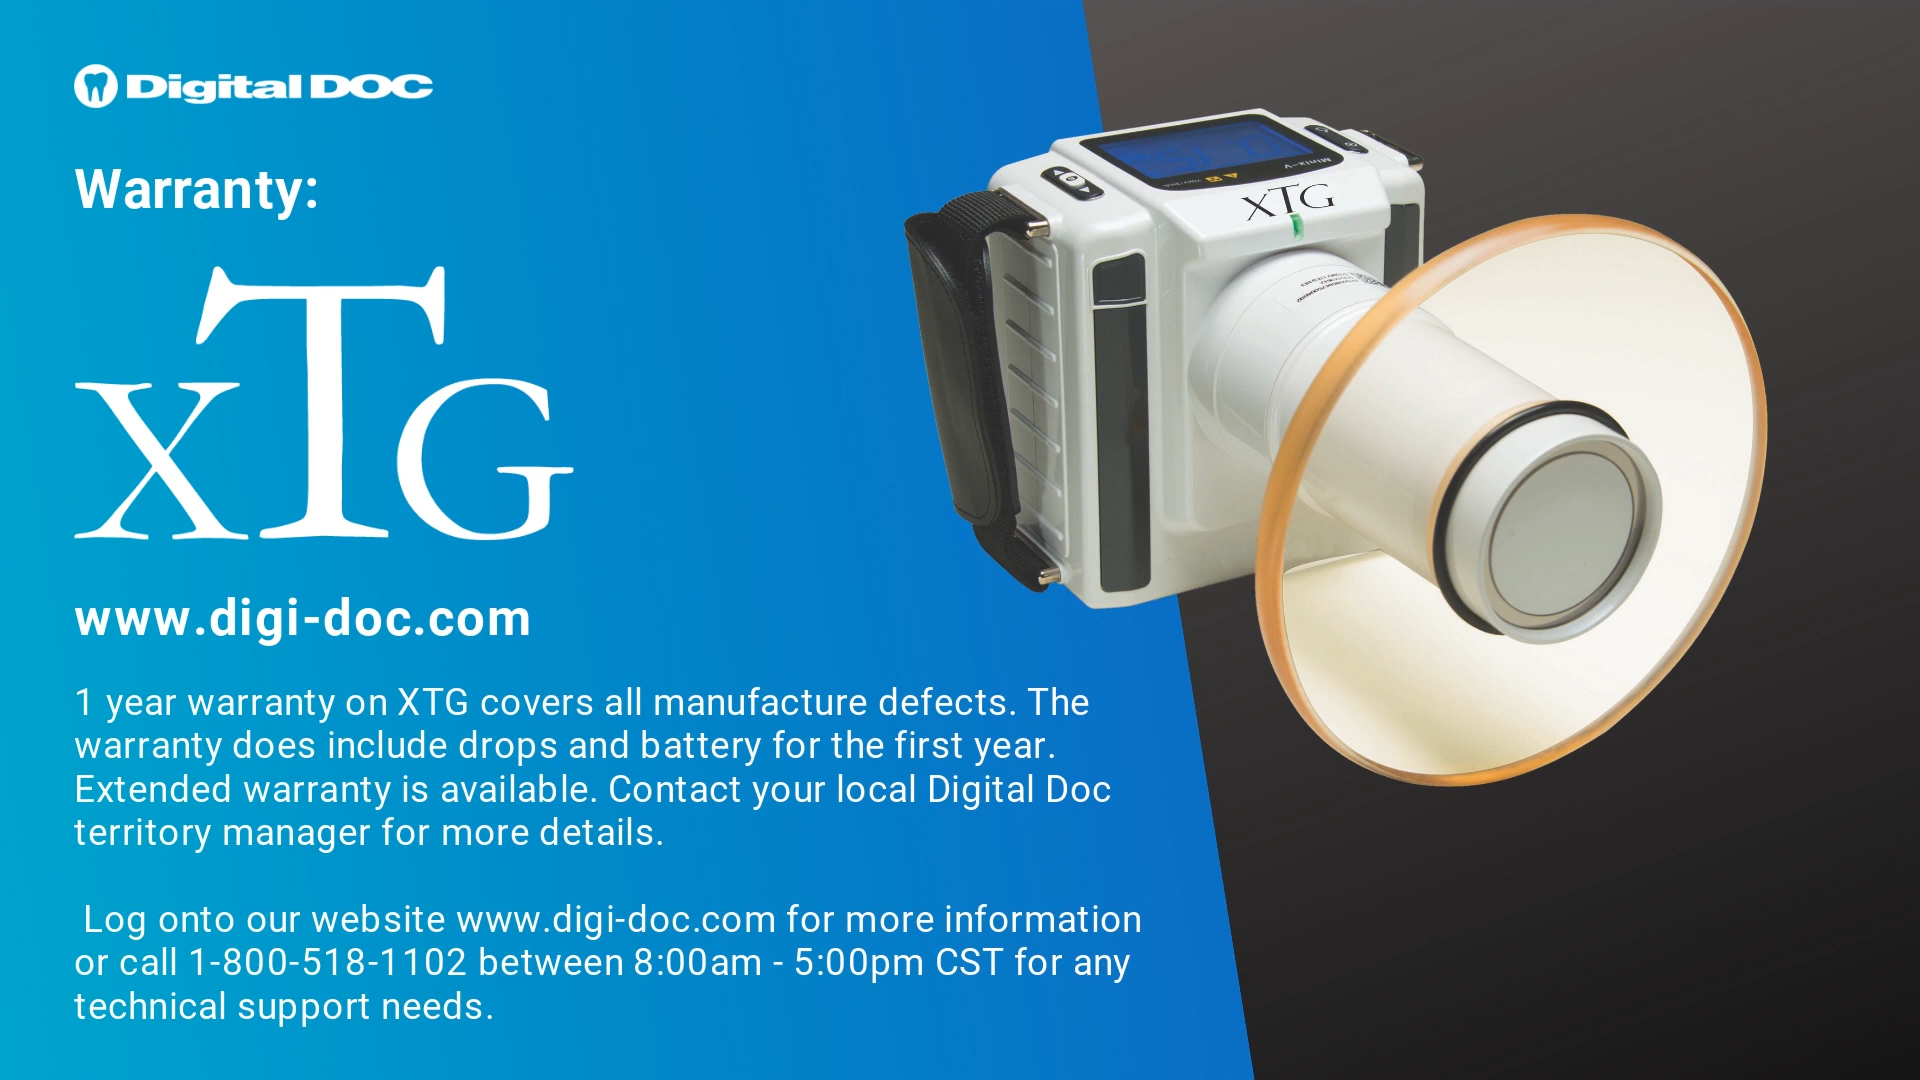 Digital DOC
Warranty:
XTG
www.digi-doc.com
1 year warranty on XTG covers all manufacture defects. The
warranty does include drops and battery for the first year.
Extended warranty is available. Contact your local Digital Doc
territory manager for more details.
Log onto our website www.digi-doc.com for more information
or call 1-800-518-1102 between 8:00am - 5:00pm CST for any
technical support needs.
Minix-V
XTG